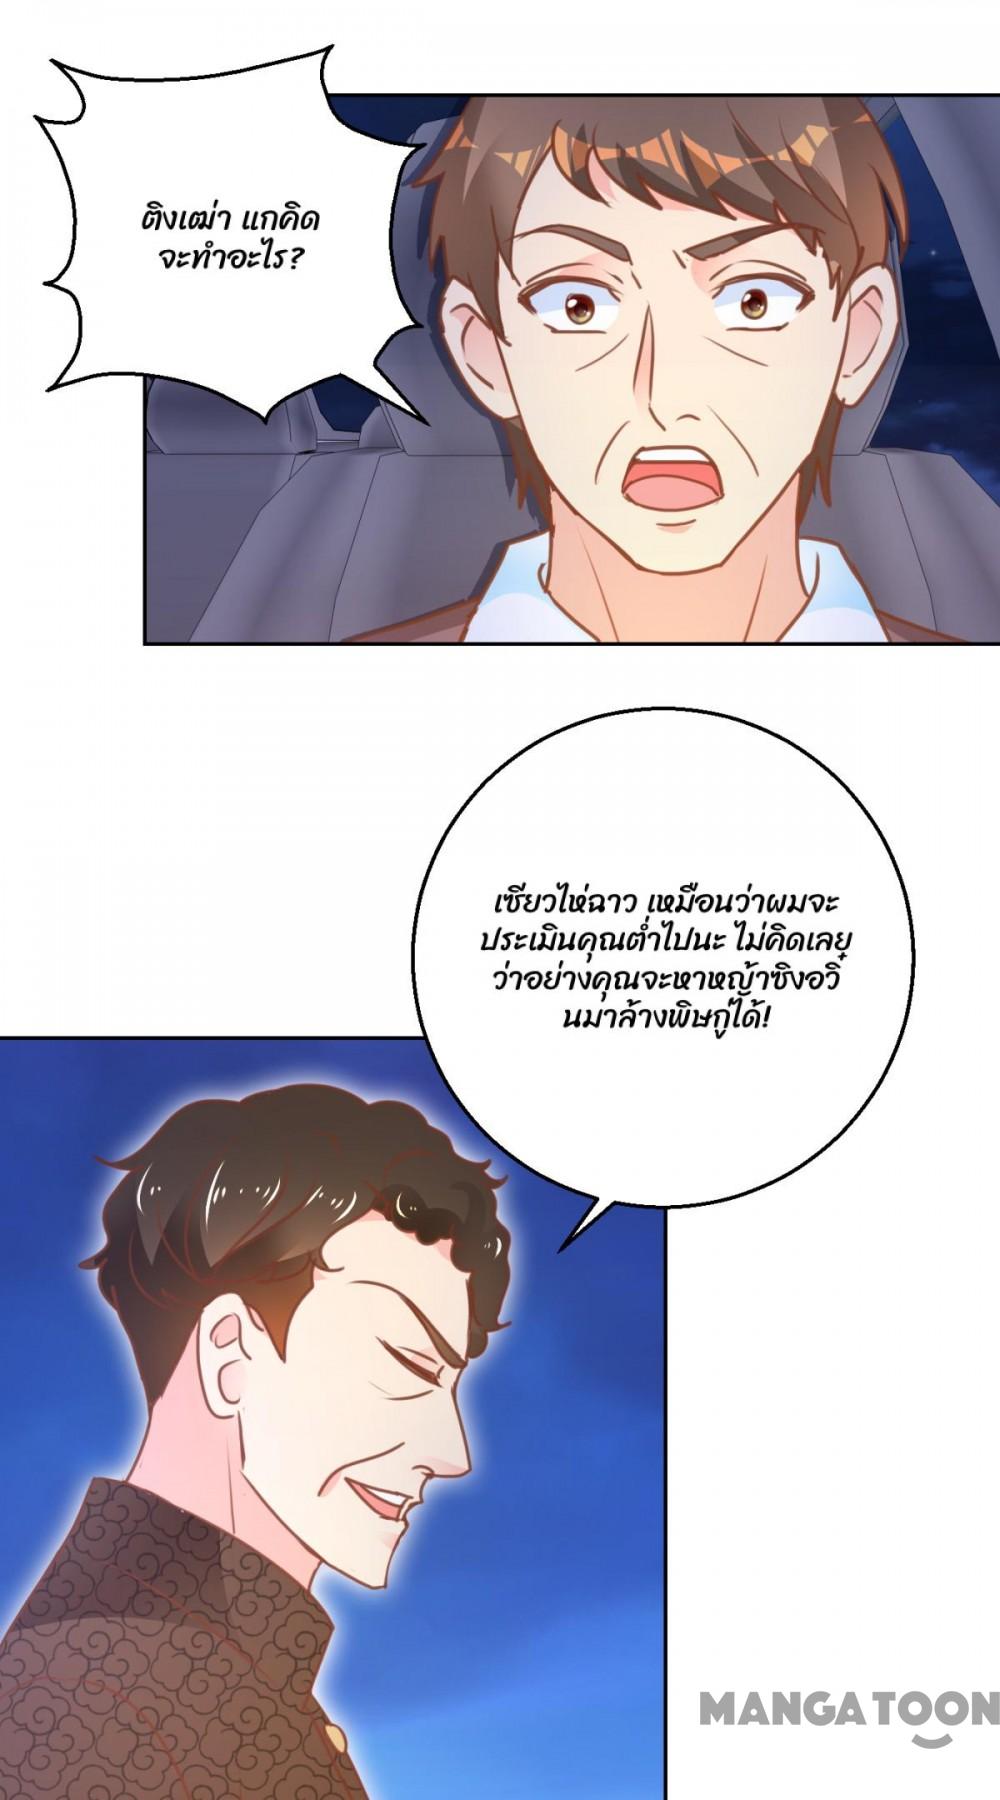 ติงเฒ่า แกคิด
จะทำอะไร?
เซียวไห่ฉาว เหมือนว่าผมจะ
ประเมินคุณต่ำไปนะ ไม่คิดเลย
ว่าอย่างคุณจะหาหญ้าซิงอวิ๋
นมาล้างพิษกู่ได้!
MANGATOON